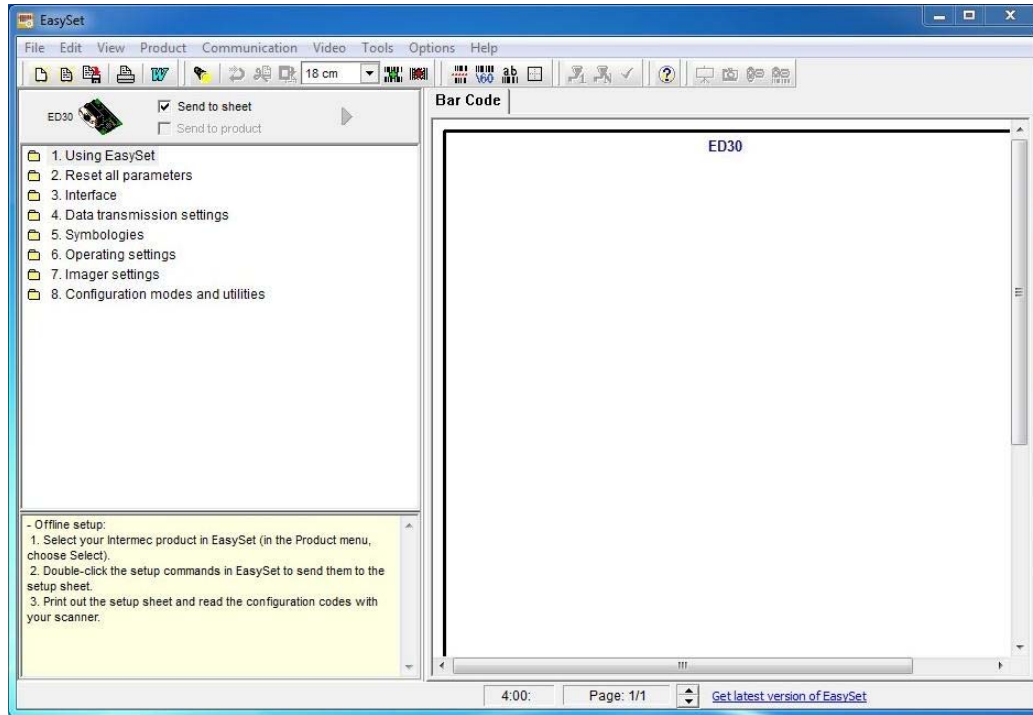 EasySet
File Edit View Product Communication Video Tools Options Help
18 cm
ED30
Send to sheet
Send to product
1. Using EasySet
2. Reset all parameters
3. Interface
4. Data transmission settings
5. Symbologies
6. Operating settings
7. Imager settings
8. Configuration modes and utilities
- Offline setup:
1. Select your Intermec product in EasySet (in the Product menu,
choose Select).
2. Double-click the setup commands in EasySet to send them to the
setup sheet.
3. Print out the setup sheet and read the configuration codes with
your scanner.
Bar Code
ED30
4:00:
Page: 1/1
Get latest version of EasySet